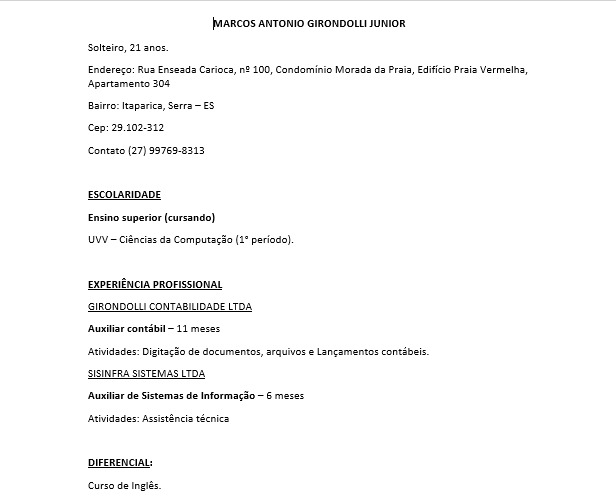 MARCOS ANTONIO GIRONDOLLI JUNIOR
Solteiro, 21 anos.
Endereço: Rua Enseada Carioca, nº 100, Condomínio Morada da Praia, Edifício Praia Vermelha,
Apartamento 304
Bairro: Itaparica, Serra – ES
Cep: 29.102-312
Contato (27) 99769-8313
ESCOLARIDADE
Ensino superior (cursando)
UVV – Ciências da Computação (1° período).
EXPERIÊNCIA PROFISSIONAL
GIRONDOLLI CONTABILIDADE LTDA
Auxiliar contábil – 11 meses
Atividades: Digitação de documentos, arquivos e Lançamentos contábeis.
SISINFRA SISTEMAS LTDA
Auxiliar de Sistemas de Informação – 6 meses
Atividades: Assistência técnica
DIFERENCIAL:
Curso de Inglês.